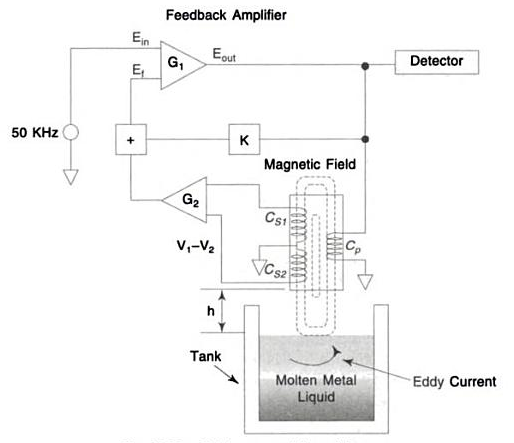 Feedback Amplifier
E_in
G_1
E_out
E_f
Detector
50 KHz
+
K
Magnetic Field
G_2
C_S1
V_1–V_2
C_p
C_S2
h
Tank
Molten Metal
Liquid
Eddy Current